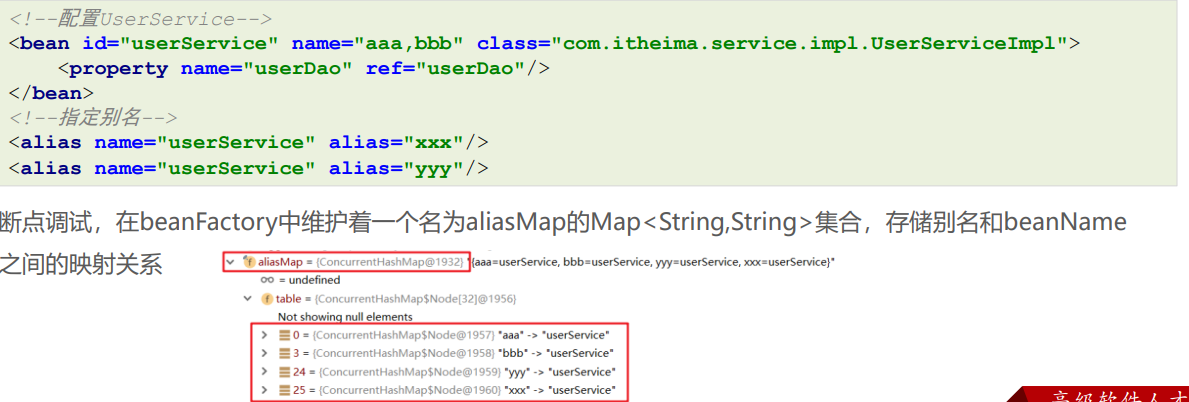 <!--配置UserService-->
<bean id="userService" name="aaa,bbb" class="com.itheima.service.impl.UserServiceImpl">
<property name="userDao" ref="userDao"/>
</bean>
<!--指定别名-->
<alias name="userService" alias="xxx"/>
<alias name="userService" alias="yyy"/>
断点调试，在beanFactory中维护着一个名为aliasMap的Map<String,String>集合，存储别名和beanName
之间的映射关系
aliasMap = {ConcurrentHashMap@1932} "{aaa=userService, bbb=userService, yyy=userService, xxx=userService}"
= undefined
table = {ConcurrentHashMap$Node[32]@1956}
Not showing null elements
0 = {ConcurrentHashMap$Node@1957} "aaa" -> "userService"
3 = {ConcurrentHashMap$Node@1958} "bbb" -> "userService"
24 = {ConcurrentHashMap$Node@1959} "yyy" -> "userService"
25 = {ConcurrentHashMap$Node@1960} "xxx" -> "userService"
高级软件人才